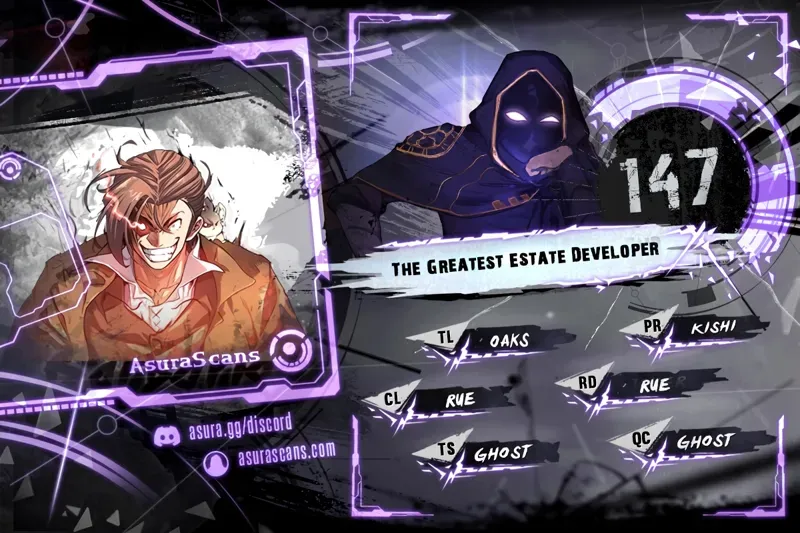 147
THE GREATEST ESTATE DEVELOPER
TL OAKS
PR KISHI
CL RUE
RD RUE
TS GHOST
QC GHOST
AsuraScans
asura.gg/discord
asurascans.com